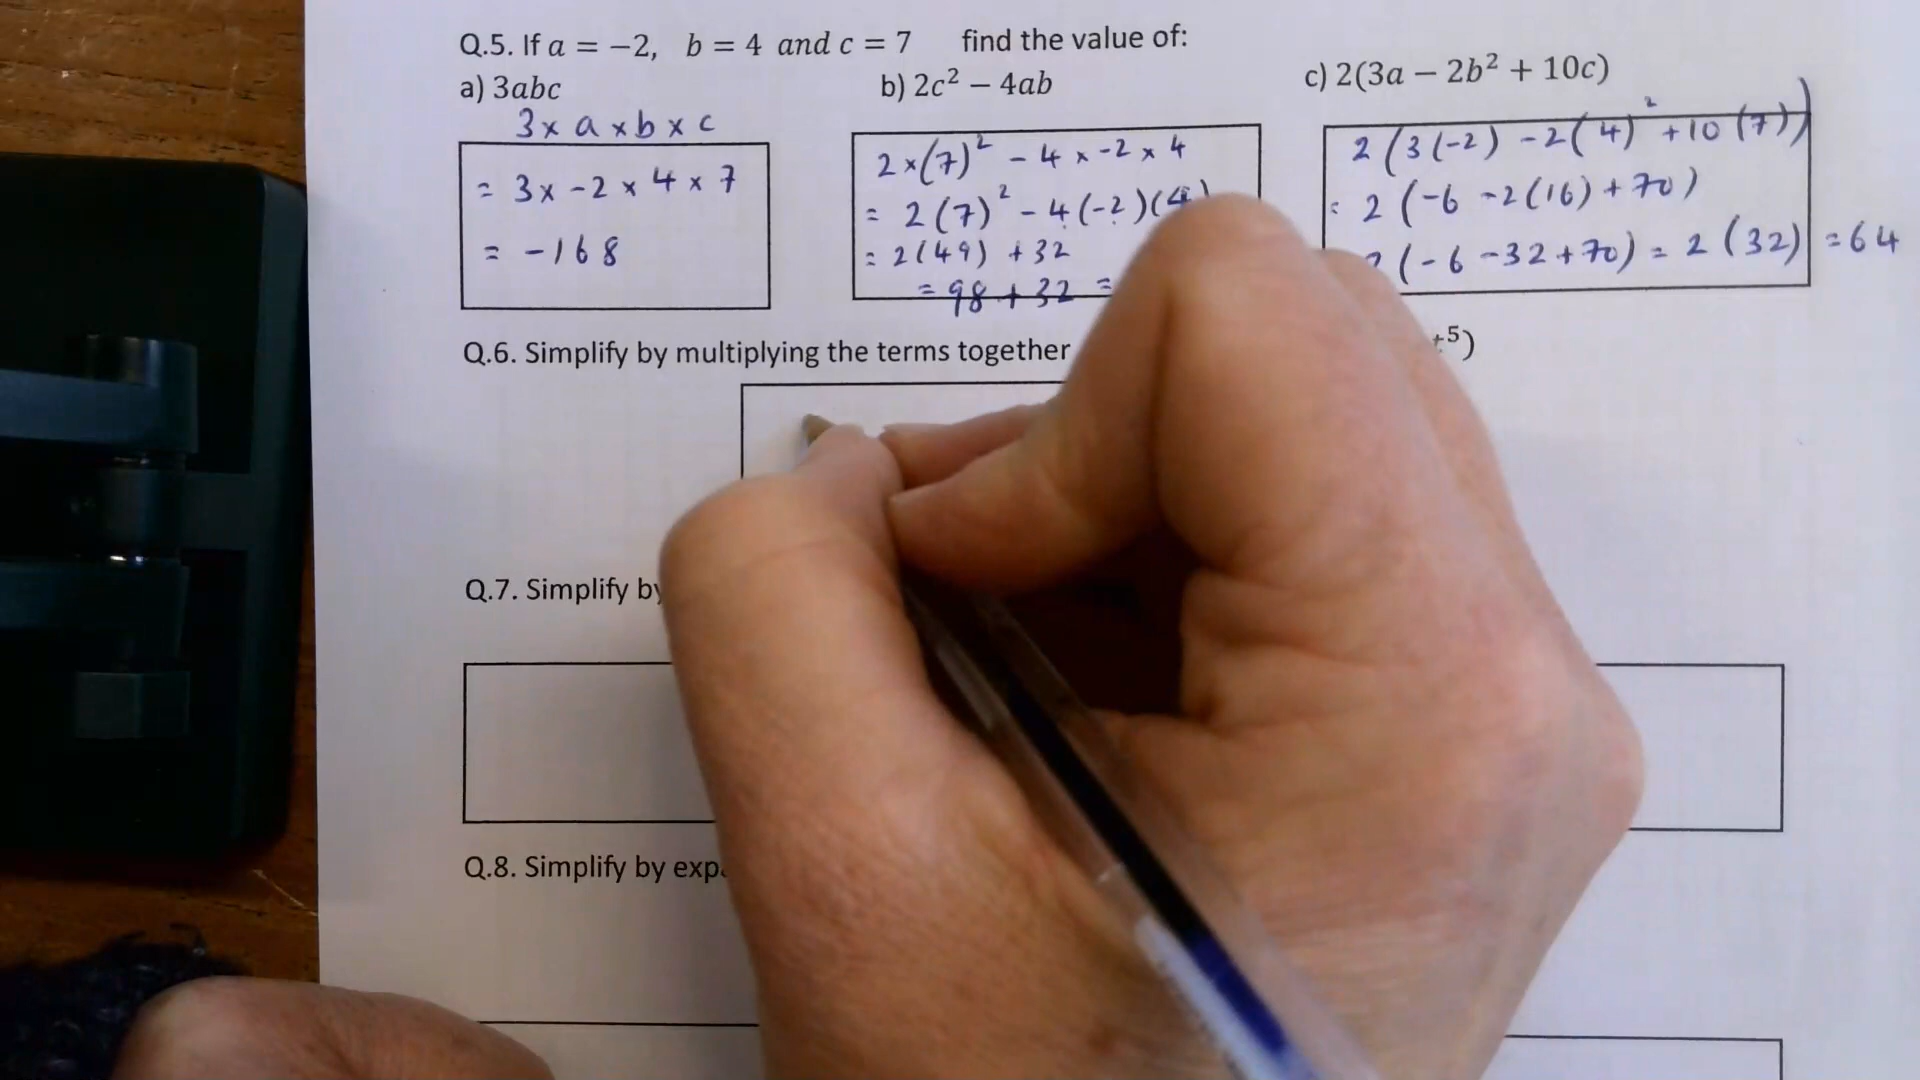 Q.5. If a = −2, b = 4 and c = 7 find the value of:
a) 3abc
b) 2c² − 4ab
c) 2(3a − 2b² + 10c)
3 × a × b × c
= 3 × -2 × 4 × 7
= -168
2 × (7)² - 4 × -2 × 4
= 2(7)² - 4(-2)(4)
= 2(49) + 32
= 98 + 32 =
2(3(-2) - 2(4)² + 10(7))
= 2(-6 - 2(16) + 70)
(-6 - 32 + 70) = 2(32) = 64
Q.6. Simplify by multiplying the terms together
⁵)
Q.7. Simplify by
Q.8. Simplify by